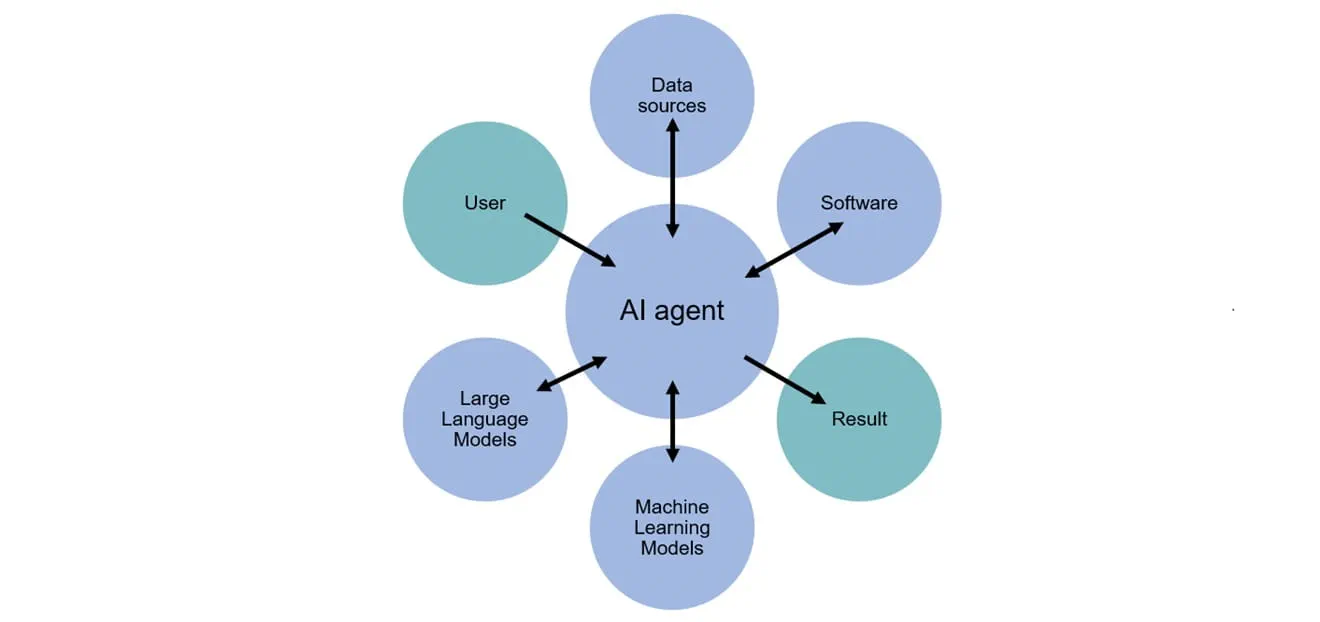 Data
sources
User
Software
AI agent
Large
Language
Models
Result
Machine
Learning
Models